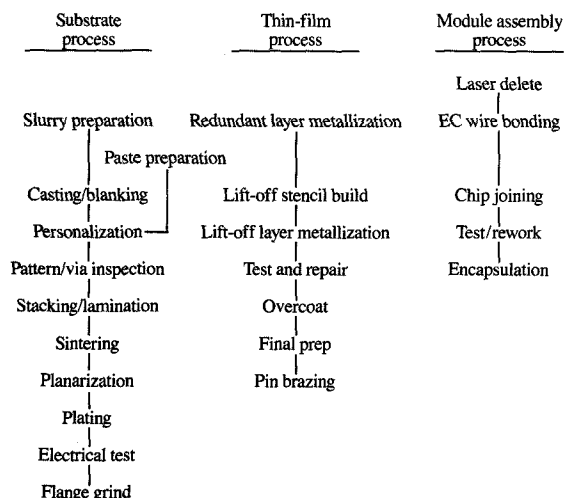 Substrate
process
Thin-film
process
Module assembly
process
Laser delete
Slurry preparation
Redundant layer metallization
EC wire bonding
Paste preparation
Casting/blanking
Lift-off stencil build
Chip joining
Personalization
Lift-off layer metallization
Test/rework
Pattern/via inspection
Test and repair
Encapsulation
Stacking/lamination
Overcoat
Sintering
Final prep
Planarization
Pin brazing
Plating
Electrical test
Flange grind